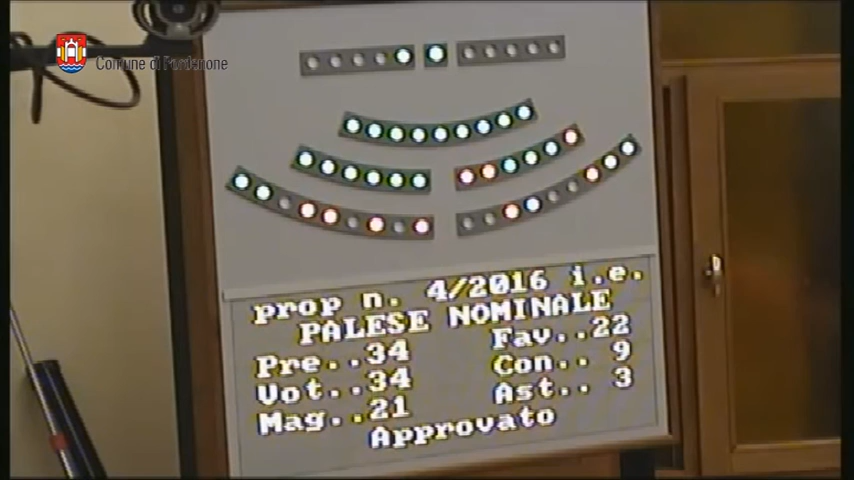 Comune di Pordenone
prop n. 4/2016 i.e.
PALESE NOMINALE
Pre..34 Fav..22
Vot..34 Con.. 9
Mag..21 Ast.. 3
Approvato